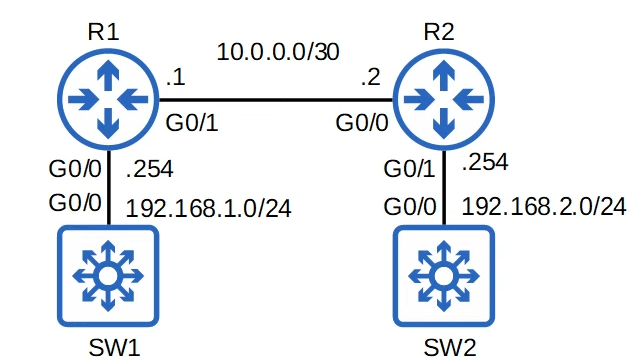 R1
R2
10.0.0.0/30
.1
.2
G0/1
G0/0
G0/0
.254
G0/1
.254
G0/0
192.168.1.0/24
G0/0
192.168.2.0/24
SW1
SW2